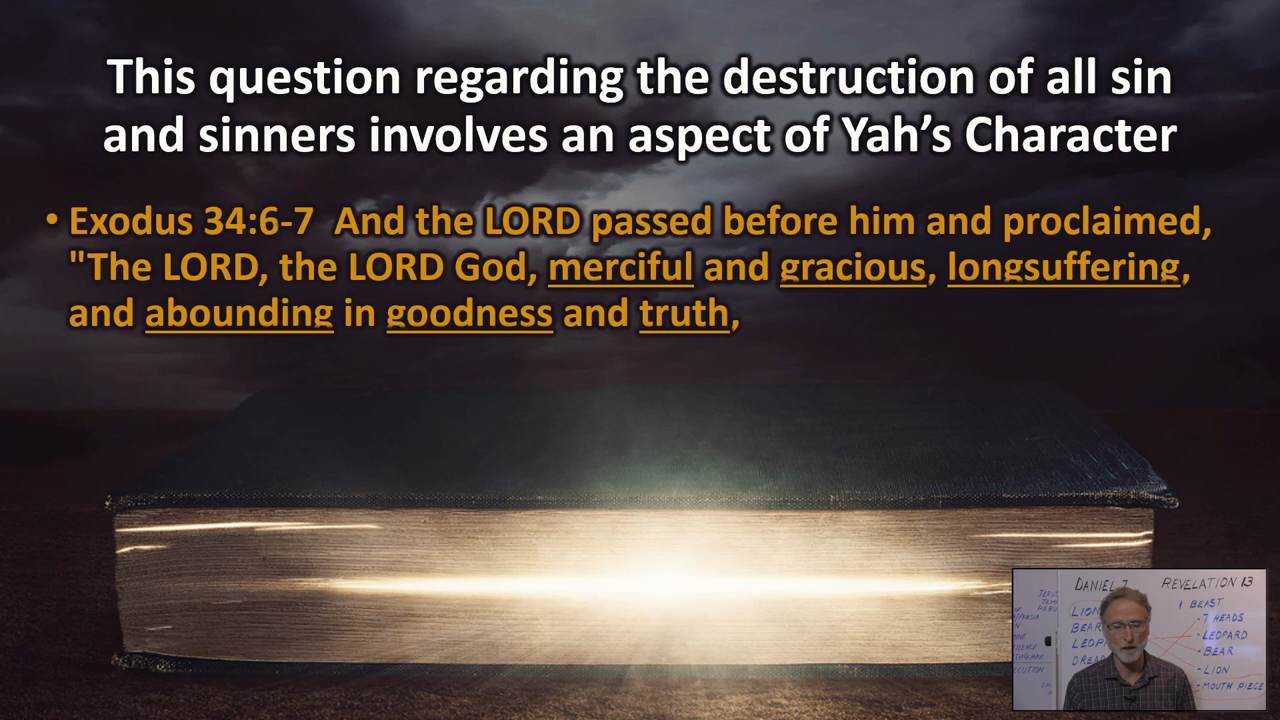 This question regarding the destruction of all sin
and sinners involves an aspect of Yah’s Character
• Exodus 34:6-7 And the LORD passed before him and proclaimed,
"The LORD, the LORD God, merciful and gracious, longsuffering,
and abounding in goodness and truth,
DANIEL 7
REVELATION 13
1 BEAST
LION
- 7 HEADS
BEAR
- LEOPARD
- BEAR
- LION
- MOUTH PIECE